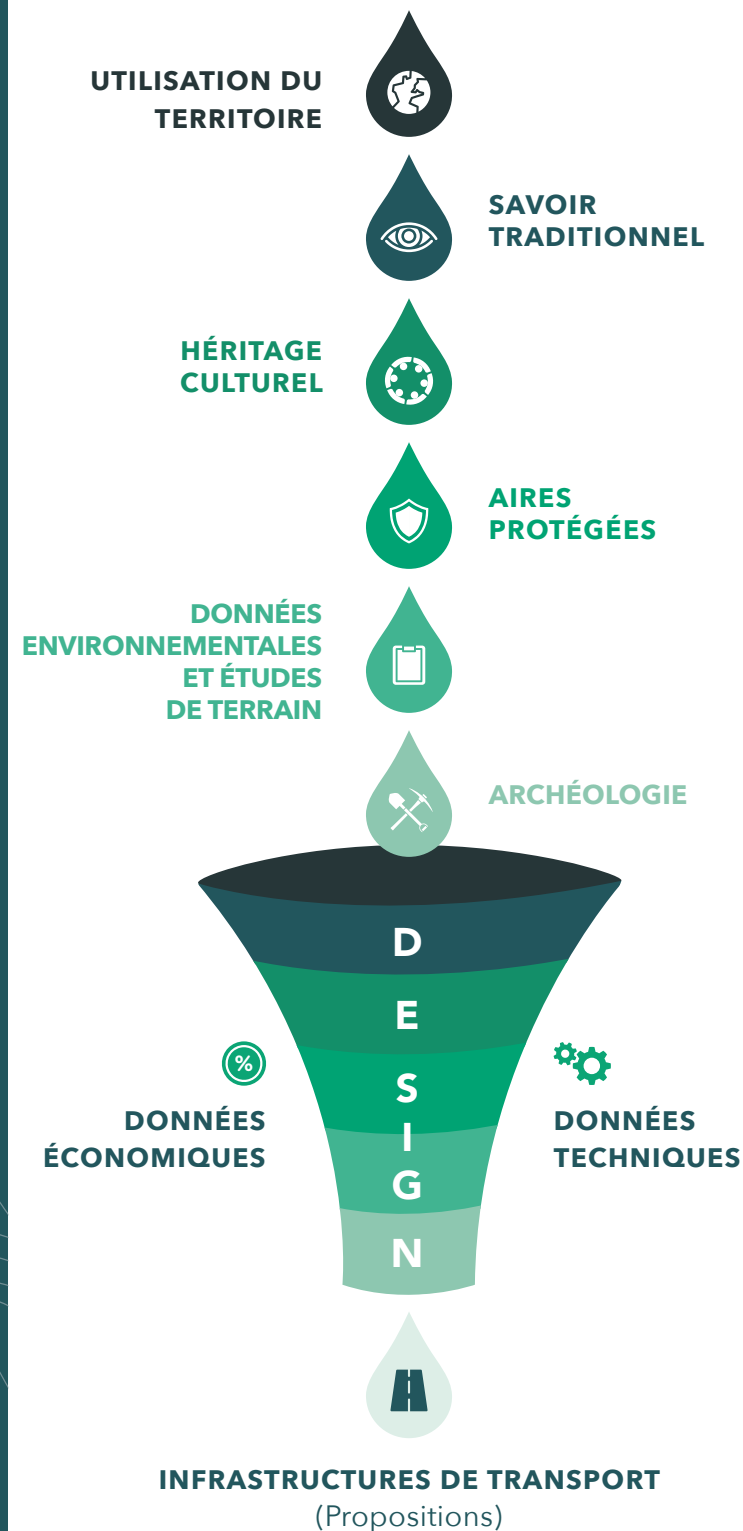 UTILISATION DU
TERRITOIRE
SAVOIR
TRADITIONNEL
HÉRITAGE
CULTUREL
AIRES
PROTÉGÉES
DONNÉES
ENVIRONNEMENTALES
ET ÉTUDES
DE TERRAIN
ARCHÉOLOGIE
D
E
S
I
G
N
%
DONNÉES
ÉCONOMIQUES
DONNÉES
TECHNIQUES
INFRASTRUCTURES DE TRANSPORT
(Propositions)